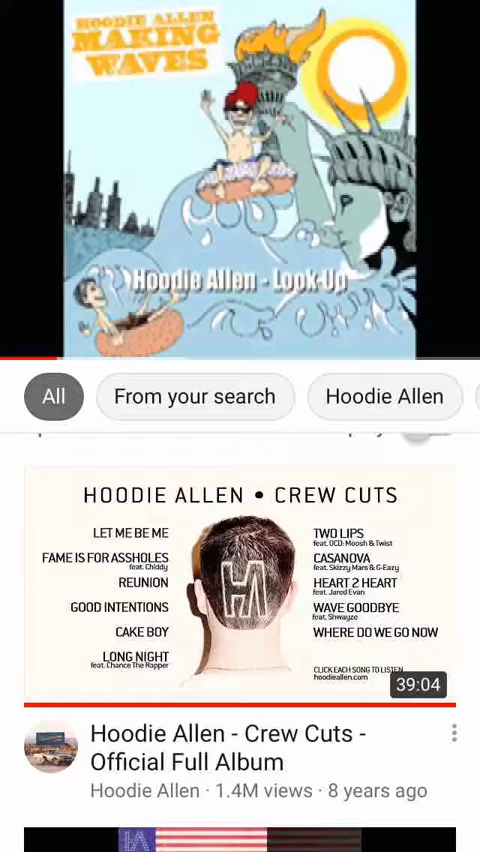 HOODIE ALLEN
MAKING
WAVES
Hoodie Allen - Look Up
All
From your search
Hoodie Allen
HOODIE ALLEN • CREW CUTS
LET ME BE ME
FAME IS FOR ASSHOLES
feat. Chiddy
REUNION
GOOD INTENTIONS
CAKE BOY
LONG NIGHT
feat. Chance The Rapper
HA
TWO LIPS
feat. OCD: Moosh & Twist
CASANOVA
feat. Skizzy Mars & G-Eazy
HEART 2 HEART
feat. Jared Evan
WAVE GOODBYE
feat. Shwayze
WHERE DO WE GO NOW
CLICK EACH SONG TO LISTEN
hoodieallen.com
39:04
Hoodie Allen - Crew Cuts -
Official Full Album
Hoodie Allen · 1.4M views · 8 years ago
HA